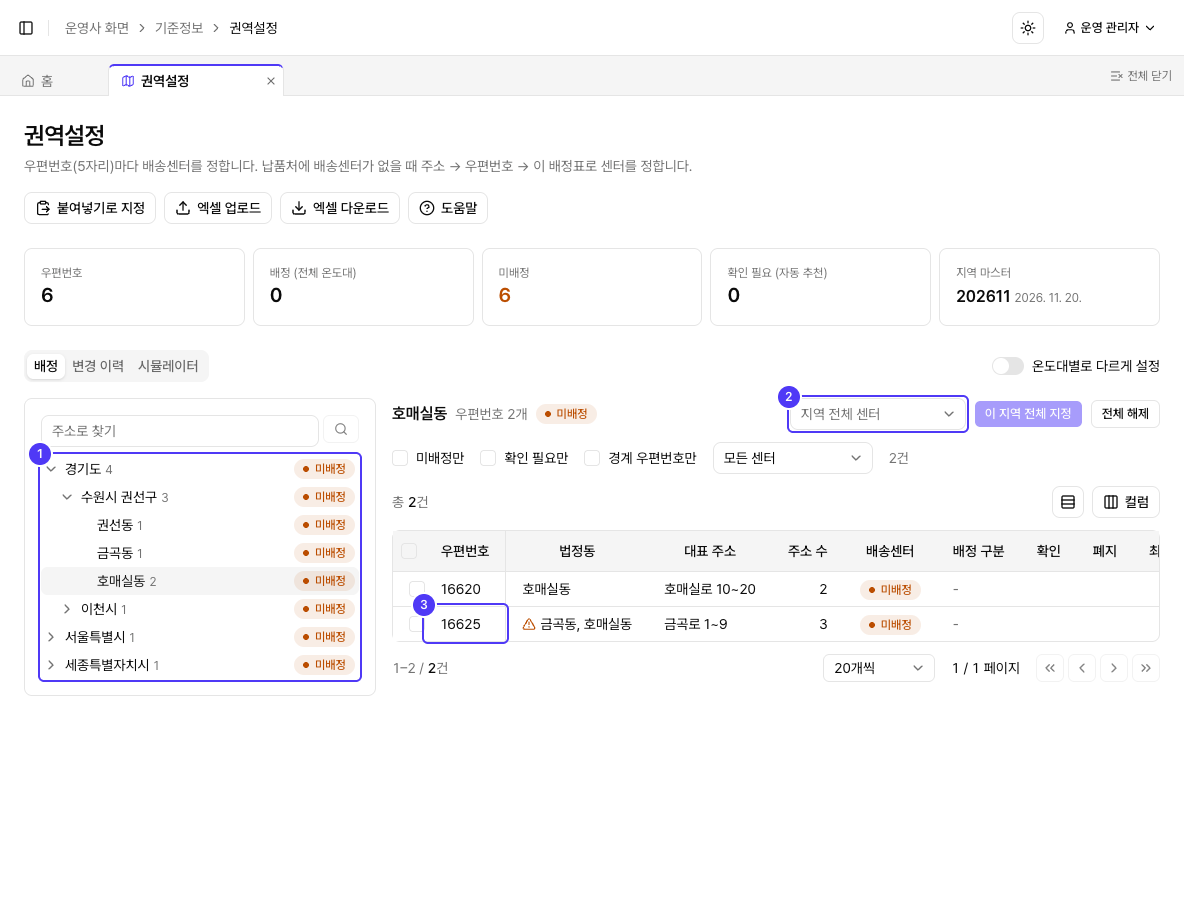 운영사 화면 > 기준정보 > 권역설정
운영 관리자
홈
권역설정
전체 닫기
권역설정
우편번호(5자리)마다 배송센터를 정합니다. 납품처에 배송센터가 없을 때 주소 → 우편번호 → 이 배정표로 센터를 정합니다.
붙여넣기로 지정
엑셀 업로드
엑셀 다운로드
도움말
우편번호
6
배정 (전체 온도대)
0
미배정
6
확인 필요 (자동 추천)
0
지역 마스터
202611 2026. 11. 20.
배정
변경 이력
시뮬레이터
온도대별로 다르게 설정
주소로 찾기
1
경기도 4 미배정
수원시 권선구 3 미배정
권선동 1 미배정
금곡동 1 미배정
호매실동 2 미배정
이천시 1 미배정
서울특별시 1 미배정
세종특별자치시 1 미배정
호매실동 우편번호 2개 미배정
2
지역 전체 센터
이 지역 전체 지정
전체 해제
미배정만
확인 필요만
경계 우편번호만
모든 센터
2건
총 2건
컬럼
우편번호 법정동 대표 주소 주소 수 배송센터 배정 구분 확인 폐지 최
16620 호매실동 호매실로 10~20 2 미배정 -
3
16625 금곡동, 호매실동 금곡로 1~9 3 미배정 -
1–2 / 2건
20개씩
1 / 1 페이지